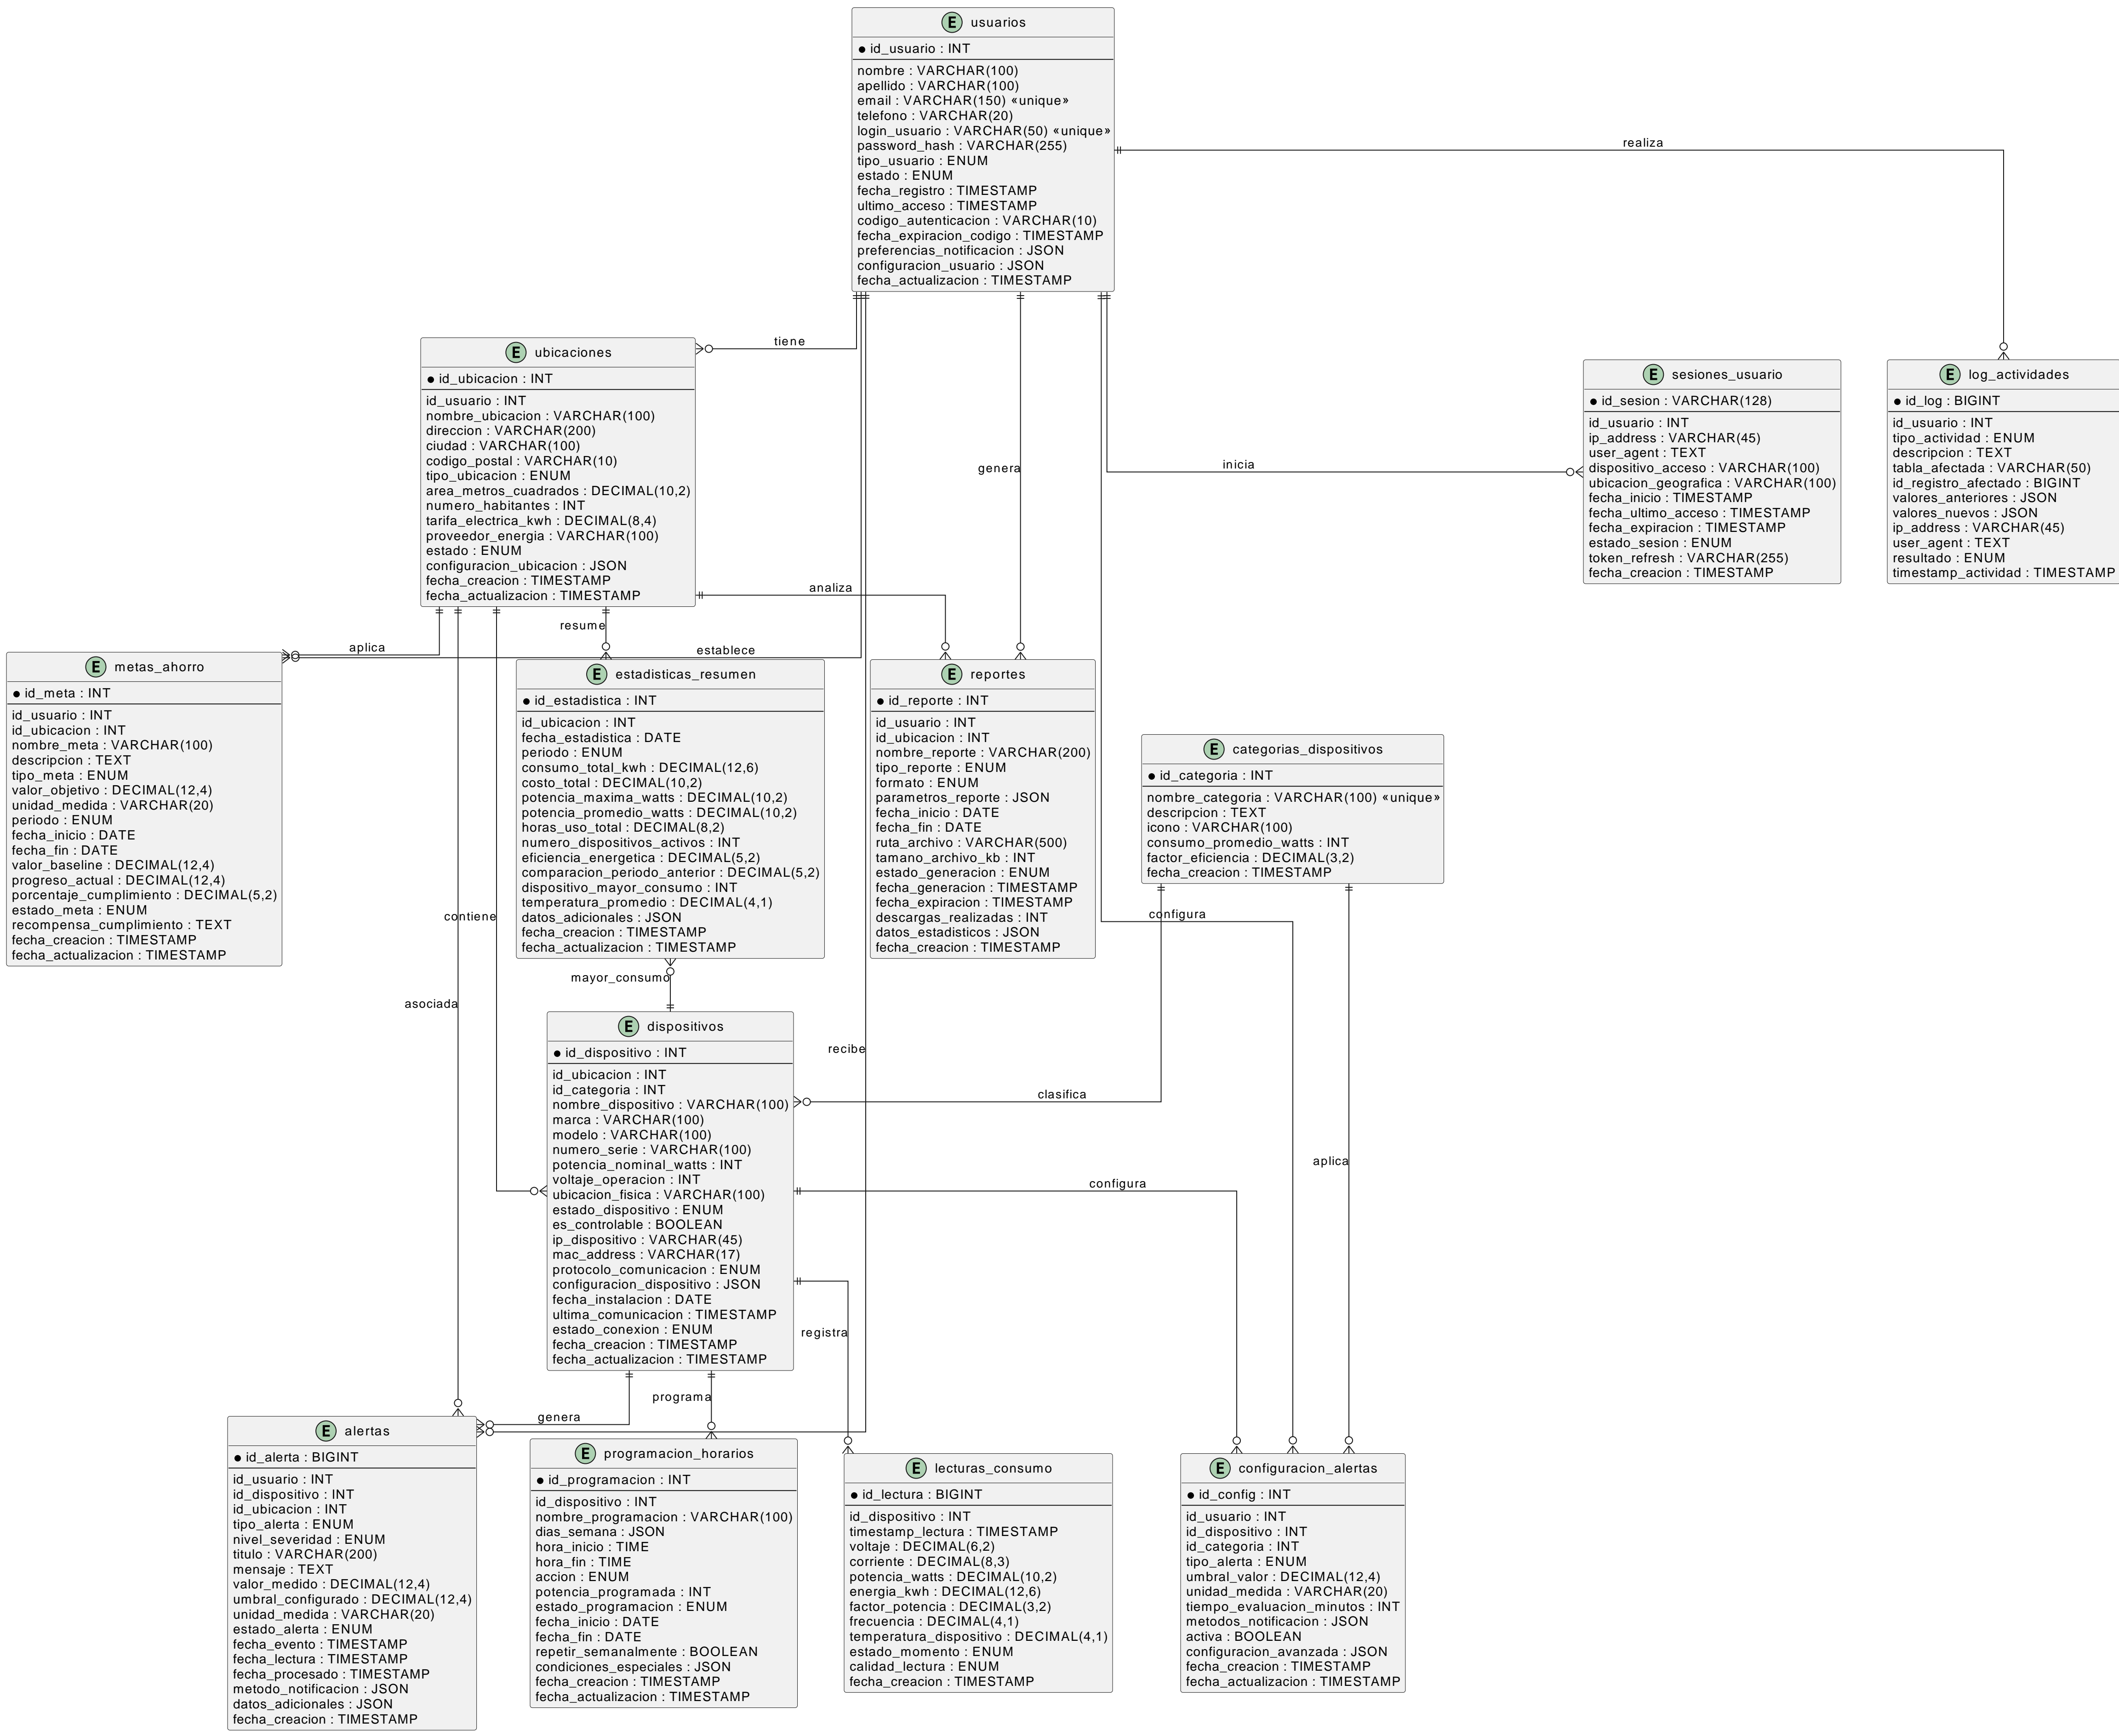 E usuarios
id_usuario : INT
nombre : VARCHAR(100)
apellido : VARCHAR(100)
email : VARCHAR(150) «unique»
telefono : VARCHAR(20)
login_usuario : VARCHAR(50) «unique»
password_hash : VARCHAR(255)
tipo_usuario : ENUM
estado : ENUM
fecha_registro : TIMESTAMP
ultimo_acceso : TIMESTAMP
codigo_autenticacion : VARCHAR(10)
fecha_expiracion_codigo : TIMESTAMP
preferencias_notificacion : JSON
configuracion_usuario : JSON
fecha_actualizacion : TIMESTAMP
realiza
tiene
E ubicaciones
id_ubicacion : INT
id_usuario : INT
nombre_ubicacion : VARCHAR(100)
direccion : VARCHAR(200)
ciudad : VARCHAR(100)
codigo_postal : VARCHAR(10)
tipo_ubicacion : ENUM
area_metros_cuadrados : DECIMAL(10,2)
numero_habitantes : INT
tarifa_electrica_kwh : DECIMAL(8,4)
proveedor_energia : VARCHAR(100)
estado : ENUM
configuracion_ubicacion : JSON
fecha_creacion : TIMESTAMP
fecha_actualizacion : TIMESTAMP
genera
inicia
E sesiones_usuario
id_sesion : VARCHAR(128)
id_usuario : INT
ip_address : VARCHAR(45)
user_agent : TEXT
dispositivo_acceso : VARCHAR(100)
ubicacion_geografica : VARCHAR(100)
fecha_inicio : TIMESTAMP
fecha_ultimo_acceso : TIMESTAMP
fecha_expiracion : TIMESTAMP
estado_sesion : ENUM
token_refresh : VARCHAR(255)
fecha_creacion : TIMESTAMP
E log_actividades
id_log : BIGINT
id_usuario : INT
tipo_actividad : ENUM
descripcion : TEXT
tabla_afectada : VARCHAR(50)
id_registro_afectado : BIGINT
valores_anteriores : JSON
valores_nuevos : JSON
ip_address : VARCHAR(45)
user_agent : TEXT
resultado : ENUM
timestamp_actividad : TIMESTAMP
analiza
resume
aplica
establece
E metas_ahorro
id_meta : INT
id_usuario : INT
id_ubicacion : INT
nombre_meta : VARCHAR(100)
descripcion : TEXT
tipo_meta : ENUM
valor_objetivo : DECIMAL(12,4)
unidad_medida : VARCHAR(20)
periodo : ENUM
fecha_inicio : DATE
fecha_fin : DATE
valor_baseline : DECIMAL(12,4)
progreso_actual : DECIMAL(12,4)
porcentaje_cumplimiento : DECIMAL(5,2)
estado_meta : ENUM
recompensa_cumplimiento : TEXT
fecha_creacion : TIMESTAMP
fecha_actualizacion : TIMESTAMP
E estadisticas_resumen
id_estadistica : INT
id_ubicacion : INT
fecha_estadistica : DATE
periodo : ENUM
consumo_total_kwh : DECIMAL(12,6)
costo_total : DECIMAL(10,2)
potencia_maxima_watts : DECIMAL(10,2)
potencia_promedio_watts : DECIMAL(10,2)
horas_uso_total : DECIMAL(8,2)
numero_dispositivos_activos : INT
eficiencia_energetica : DECIMAL(5,2)
comparacion_periodo_anterior : DECIMAL(5,2)
dispositivo_mayor_consumo : INT
temperatura_promedio : DECIMAL(4,1)
datos_adicionales : JSON
fecha_creacion : TIMESTAMP
fecha_actualizacion : TIMESTAMP
E reportes
id_reporte : INT
id_usuario : INT
id_ubicacion : INT
nombre_reporte : VARCHAR(200)
tipo_reporte : ENUM
formato : ENUM
parametros_reporte : JSON
fecha_inicio : DATE
fecha_fin : DATE
ruta_archivo : VARCHAR(500)
tamano_archivo_kb : INT
estado_generacion : ENUM
fecha_generacion : TIMESTAMP
fecha_expiracion : TIMESTAMP
descargas_realizadas : INT
datos_estadisticos : JSON
fecha_creacion : TIMESTAMP
E categorias_dispositivos
id_categoria : INT
nombre_categoria : VARCHAR(100) «unique»
descripcion : TEXT
icono : VARCHAR(100)
consumo_promedio_watts : INT
factor_eficiencia : DECIMAL(3,2)
fecha_creacion : TIMESTAMP
contiene
configura
mayor_consumo
asociada
E dispositivos
id_dispositivo : INT
id_ubicacion : INT
id_categoria : INT
nombre_dispositivo : VARCHAR(100)
marca : VARCHAR(100)
modelo : VARCHAR(100)
numero_serie : VARCHAR(100)
potencia_nominal_watts : INT
voltaje_operacion : INT
ubicacion_fisica : VARCHAR(100)
estado_dispositivo : ENUM
es_controlable : BOOLEAN
ip_dispositivo : VARCHAR(45)
mac_address : VARCHAR(17)
protocolo_comunicacion : ENUM
configuracion_dispositivo : JSON
fecha_instalacion : DATE
ultima_comunicacion : TIMESTAMP
estado_conexion : ENUM
fecha_creacion : TIMESTAMP
fecha_actualizacion : TIMESTAMP
recibe
clasifica
aplica
configura
registra
programa
genera
E alertas
id_alerta : BIGINT
id_usuario : INT
id_dispositivo : INT
id_ubicacion : INT
tipo_alerta : ENUM
nivel_severidad : ENUM
titulo : VARCHAR(200)
mensaje : TEXT
valor_medido : DECIMAL(12,4)
umbral_configurado : DECIMAL(12,4)
unidad_medida : VARCHAR(20)
estado_alerta : ENUM
fecha_evento : TIMESTAMP
fecha_lectura : TIMESTAMP
fecha_procesado : TIMESTAMP
metodo_notificacion : JSON
datos_adicionales : JSON
fecha_creacion : TIMESTAMP
E programacion_horarios
id_programacion : INT
id_dispositivo : INT
nombre_programacion : VARCHAR(100)
dias_semana : JSON
hora_inicio : TIME
hora_fin : TIME
accion : ENUM
potencia_programada : INT
estado_programacion : ENUM
fecha_inicio : DATE
fecha_fin : DATE
repetir_semanalmente : BOOLEAN
condiciones_especiales : JSON
fecha_creacion : TIMESTAMP
fecha_actualizacion : TIMESTAMP
E lecturas_consumo
id_lectura : BIGINT
id_dispositivo : INT
timestamp_lectura : TIMESTAMP
voltaje : DECIMAL(6,2)
corriente : DECIMAL(8,3)
potencia_watts : DECIMAL(10,2)
energia_kwh : DECIMAL(12,6)
factor_potencia : DECIMAL(3,2)
frecuencia : DECIMAL(4,1)
temperatura_dispositivo : DECIMAL(4,1)
estado_momento : ENUM
calidad_lectura : ENUM
fecha_creacion : TIMESTAMP
E configuracion_alertas
id_config : INT
id_usuario : INT
id_dispositivo : INT
id_categoria : INT
tipo_alerta : ENUM
umbral_valor : DECIMAL(12,4)
unidad_medida : VARCHAR(20)
tiempo_evaluacion_minutos : INT
metodos_notificacion : JSON
activa : BOOLEAN
configuracion_avanzada : JSON
fecha_creacion : TIMESTAMP
fecha_actualizacion : TIMESTAMP